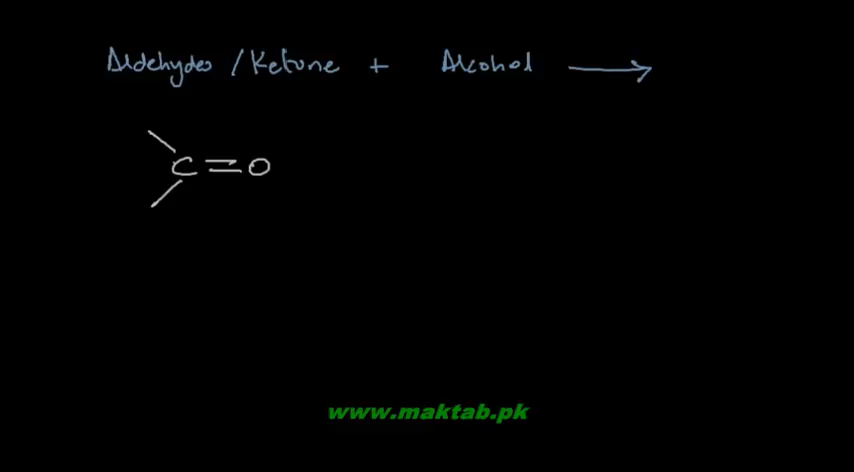 Aldehydes / Ketone + Alcohol ⟶
C = O
www.maktab.pk